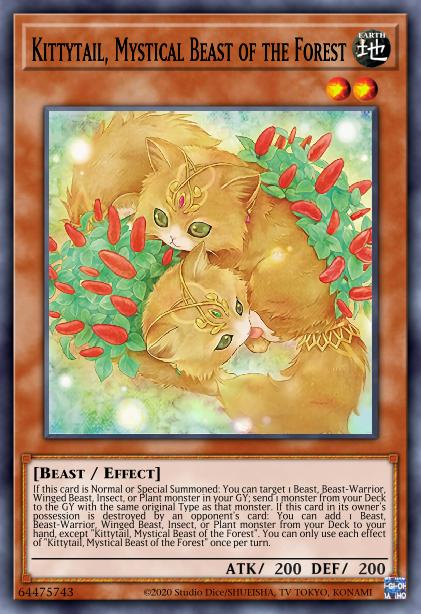 Kittytail, Mystical Beast of the Forest
EARTH
地
[Beast / Effect]
If this card is Normal or Special Summoned: You can target 1 Beast, Beast-Warrior,
Winged Beast, Insect, or Plant monster in your GY; send 1 monster from your Deck
to the GY with the same original Type as that monster. If this card in its owner's
possession is destroyed by an opponent's card: You can add 1 Beast,
Beast-Warrior, Winged Beast, Insect, or Plant monster from your Deck to your
hand, except "Kittytail, Mystical Beast of the Forest". You can only use each effect
of "Kittytail, Mystical Beast of the Forest" once per turn.
ATK/ 200 DEF/ 200
64475743 ©2020 Studio Dice/SHUEISHA, TV TOKYO, KONAMI